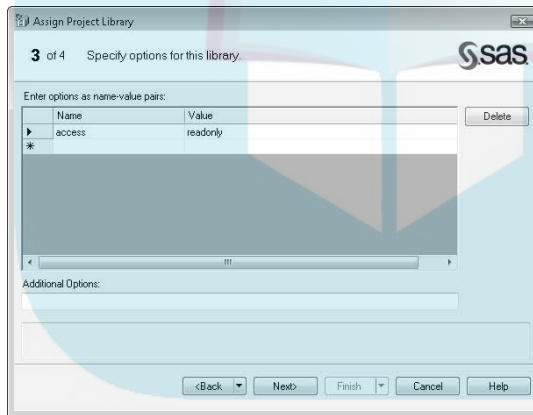 Assign Project Library
3 of 4 Specify options for this library.
sas
Enter options as name-value pairs:
Name Value
access readonly
Delete
Additional Options:
<Back Next> Finish Cancel Help